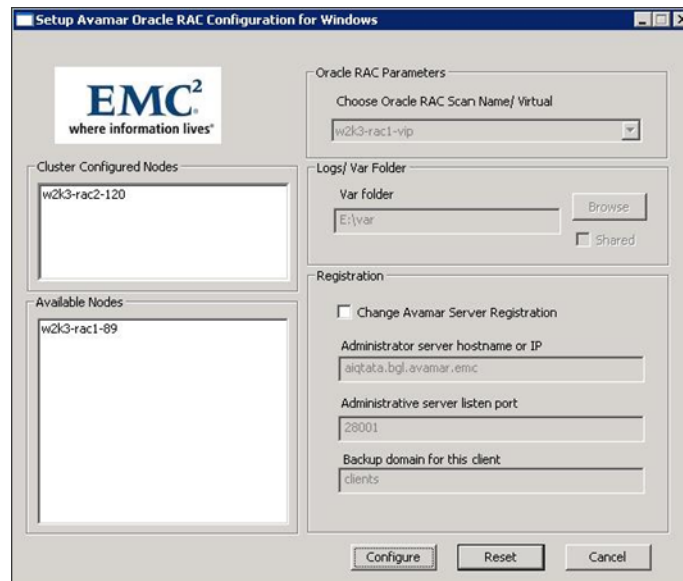 Setup Avamar Oracle RAC Configuration for Windows
EMC²
where information lives®
Cluster Configured Nodes
w2k3-rac2-120
Available Nodes
w2k3-rac1-89
Oracle RAC Parameters
Choose Oracle RAC Scan Name/ Virtual
w2k3-rac1-vip
Logs/ Var Folder
Var folder
E:\var
Browse
Shared
Registration
Change Avamar Server Registration
Administrator server hostname or IP
aiqtata.bgl.avamar.emc
Administrative server listen port
28001
Backup domain for this client
clients
Configure
Reset
Cancel